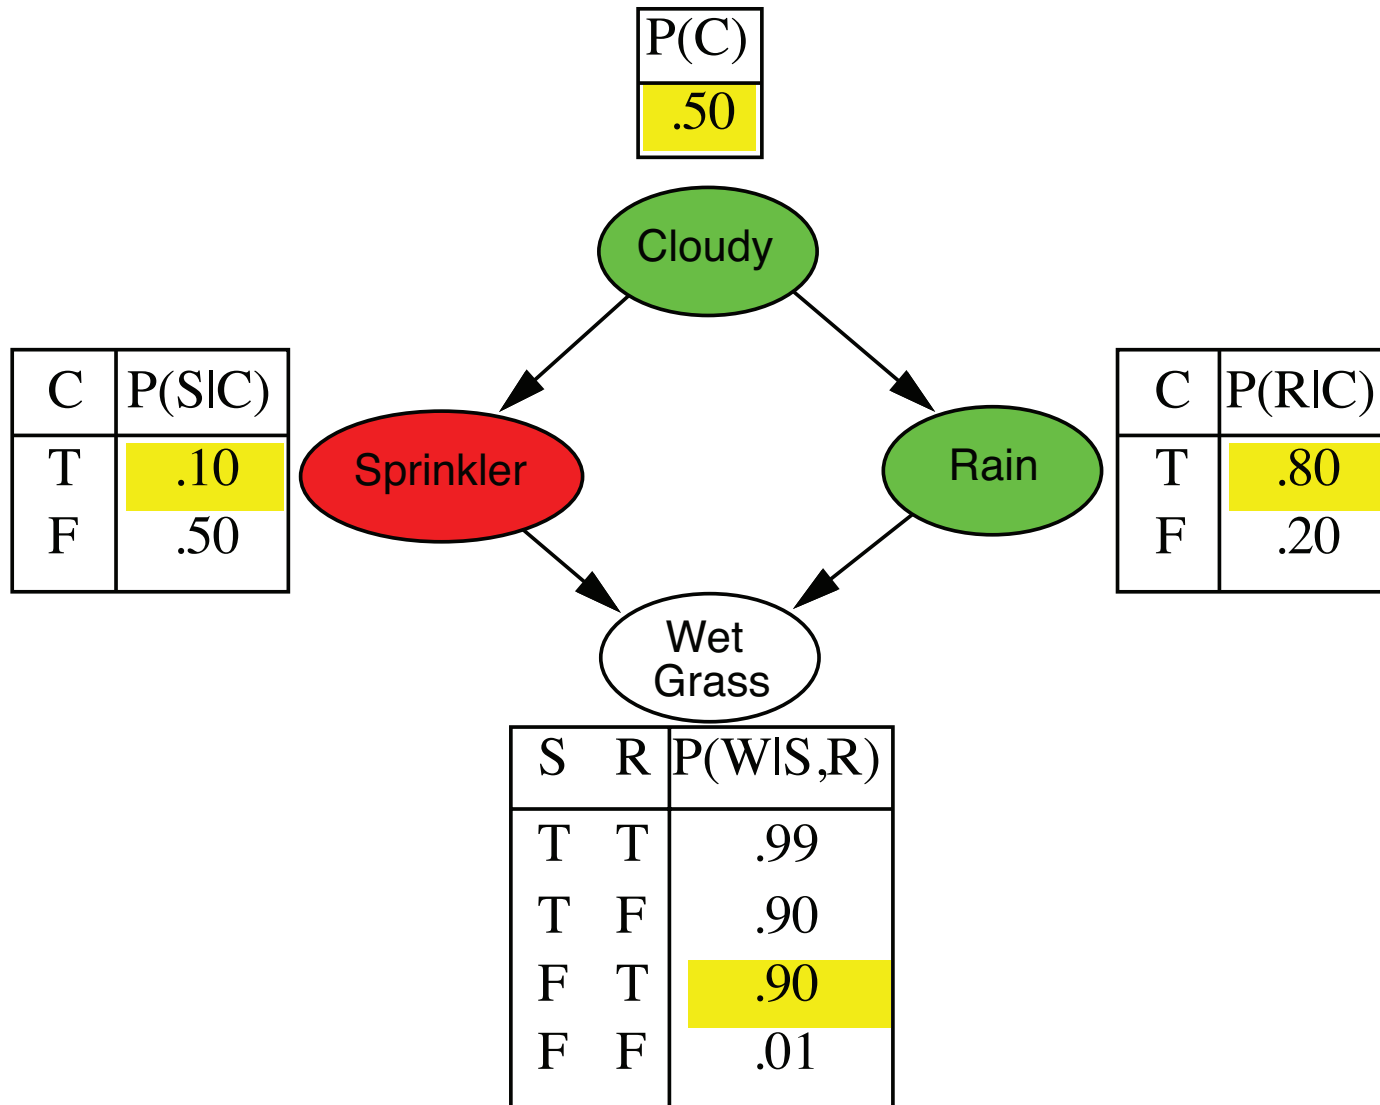 P(C)
.50
Cloudy
C P(S|C)
T .10
F .50
Sprinkler
Rain
C P(R|C)
T .80
F .20
Wet
Grass
S R P(W|S,R)
T T .99
T F .90
F T .90
F F .01